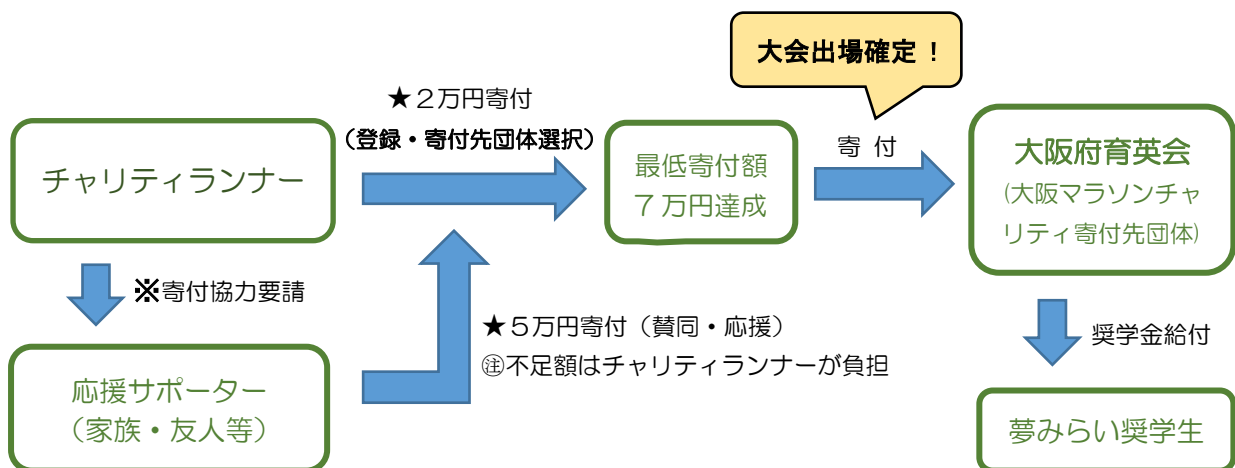 大会出場確定！
★２万円寄付
（登録・寄付先団体選択）
チャリティランナー
最低寄付額
７万円達成
寄 付
大阪府育英会
(大阪マラソンチャ
リティ寄付先団体)
※寄付協力要請
★５万円寄付（賛同・応援）
㊟不足額はチャリティランナーが負担
奨学金給付
応援サポーター
（家族・友人等）
夢みらい奨学生